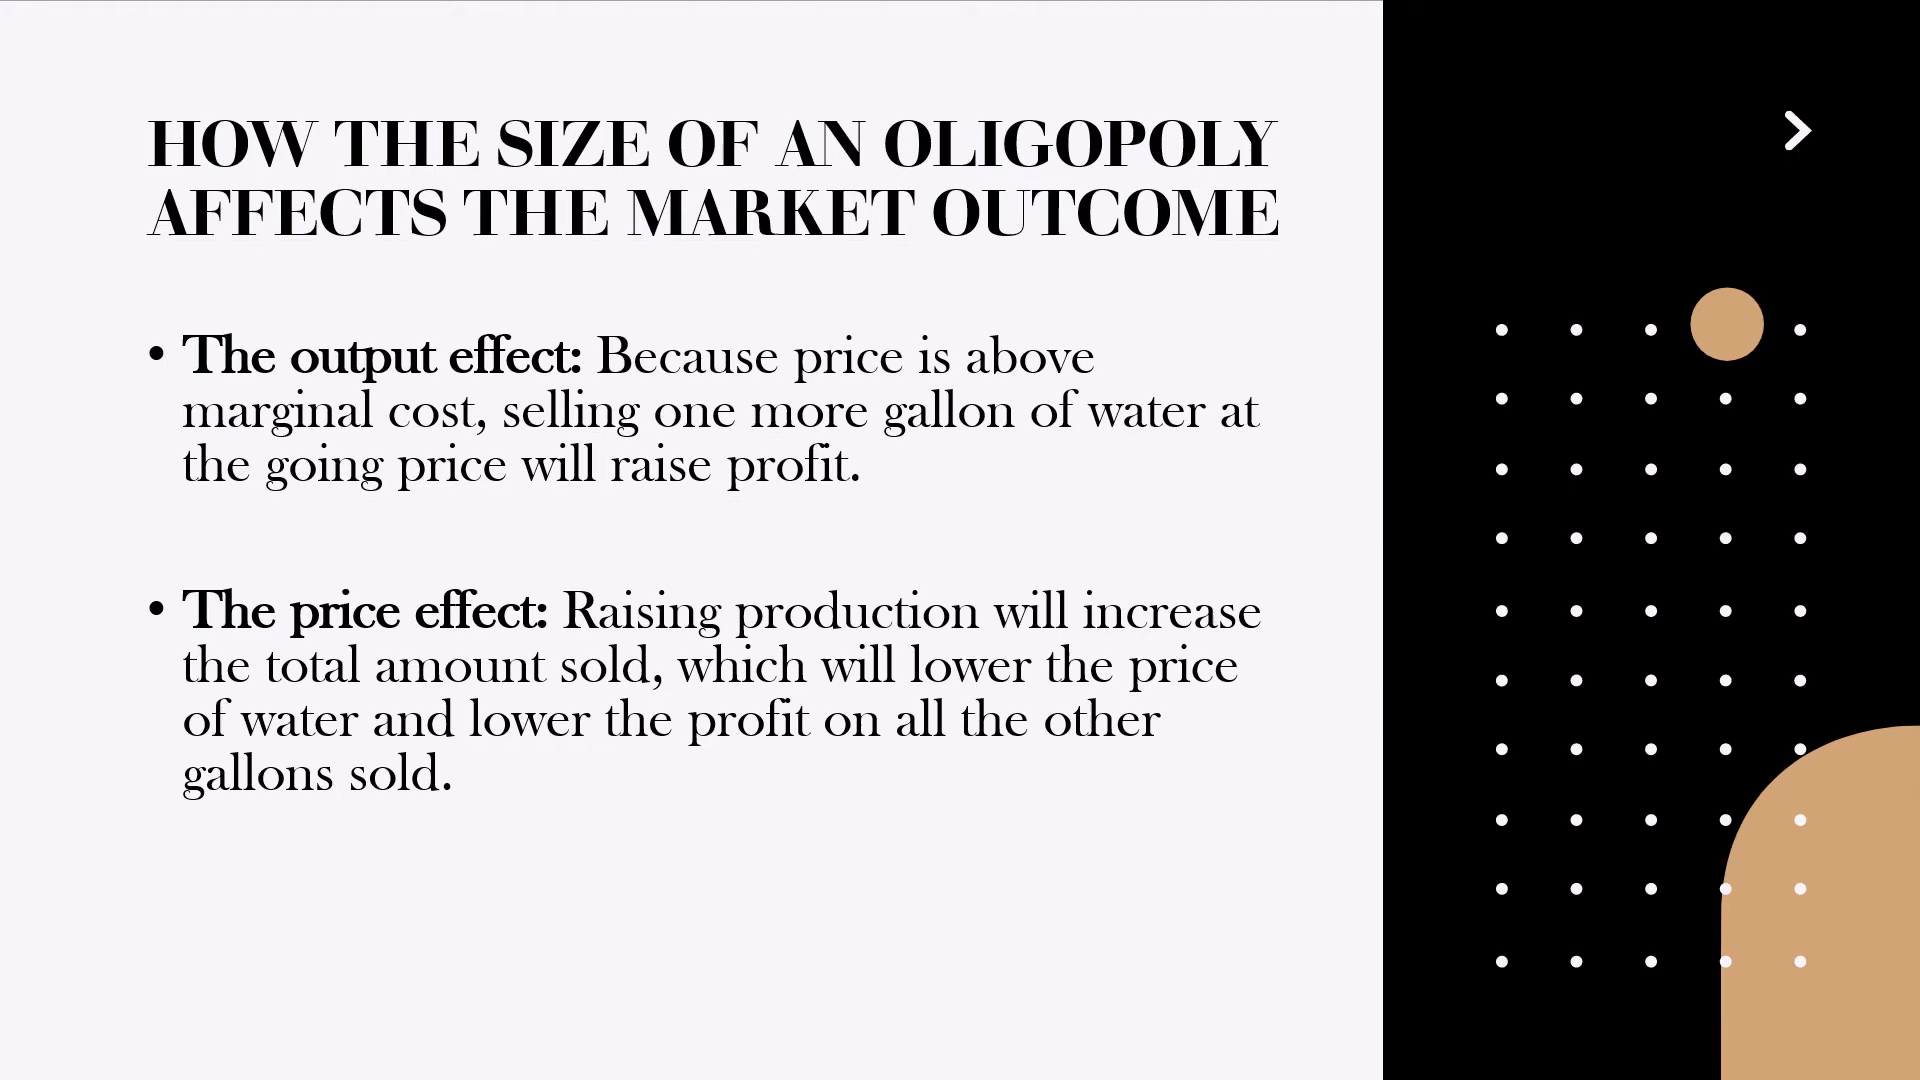 HOW THE SIZE OF AN OLIGOPOLY
AFFECTS THE MARKET OUTCOME
• The output effect: Because price is above
marginal cost, selling one more gallon of water at
the going price will raise profit.
• The price effect: Raising production will increase
the total amount sold, which will lower the price
of water and lower the profit on all the other
gallons sold.